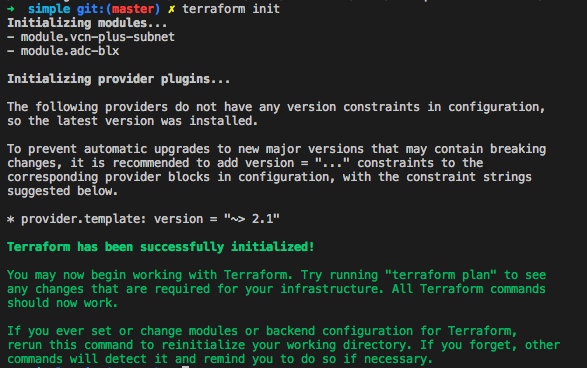 → simple git:(master) ✗ terraform init
Initializing modules...
- module.vcn-plus-subnet
- module.adc-blx
Initializing provider plugins...
The following providers do not have any version constraints in configuration,
so the latest version was installed.
To prevent automatic upgrades to new major versions that may contain breaking
changes, it is recommended to add version = "..." constraints to the
corresponding provider blocks in configuration, with the constraint strings
suggested below.
* provider.template: version = "~> 2.1"
Terraform has been successfully initialized!
You may now begin working with Terraform. Try running "terraform plan" to see
any changes that are required for your infrastructure. All Terraform commands
should now work.
If you ever set or change modules or backend configuration for Terraform,
rerun this command to reinitialize your working directory. If you forget, other
commands will detect it and remind you to do so if necessary.